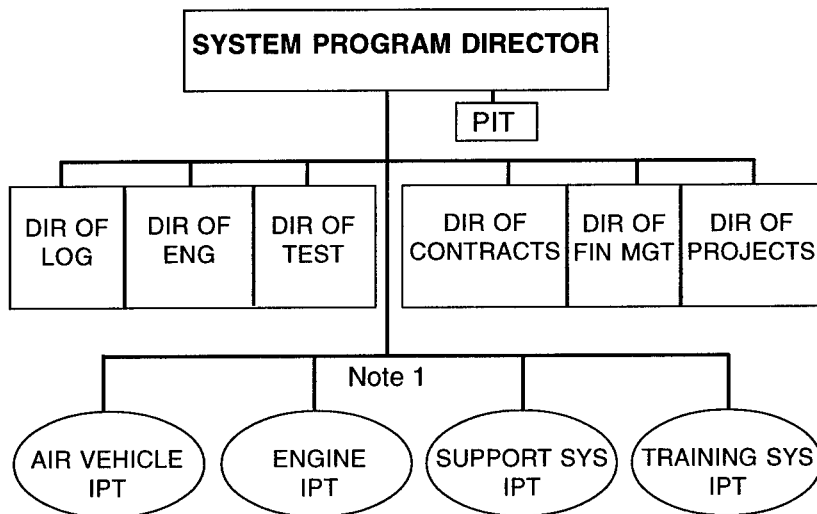 SYSTEM PROGRAM DIRECTOR
PIT
DIR OF
LOG
DIR OF
ENG
DIR OF
TEST
DIR OF
CONTRACTS
DIR OF
FIN MGT
DIR OF
PROJECTS
Note 1
AIR VEHICLE
IPT
ENGINE
IPT
SUPPORT SYS
IPT
TRAINING SYS
IPT